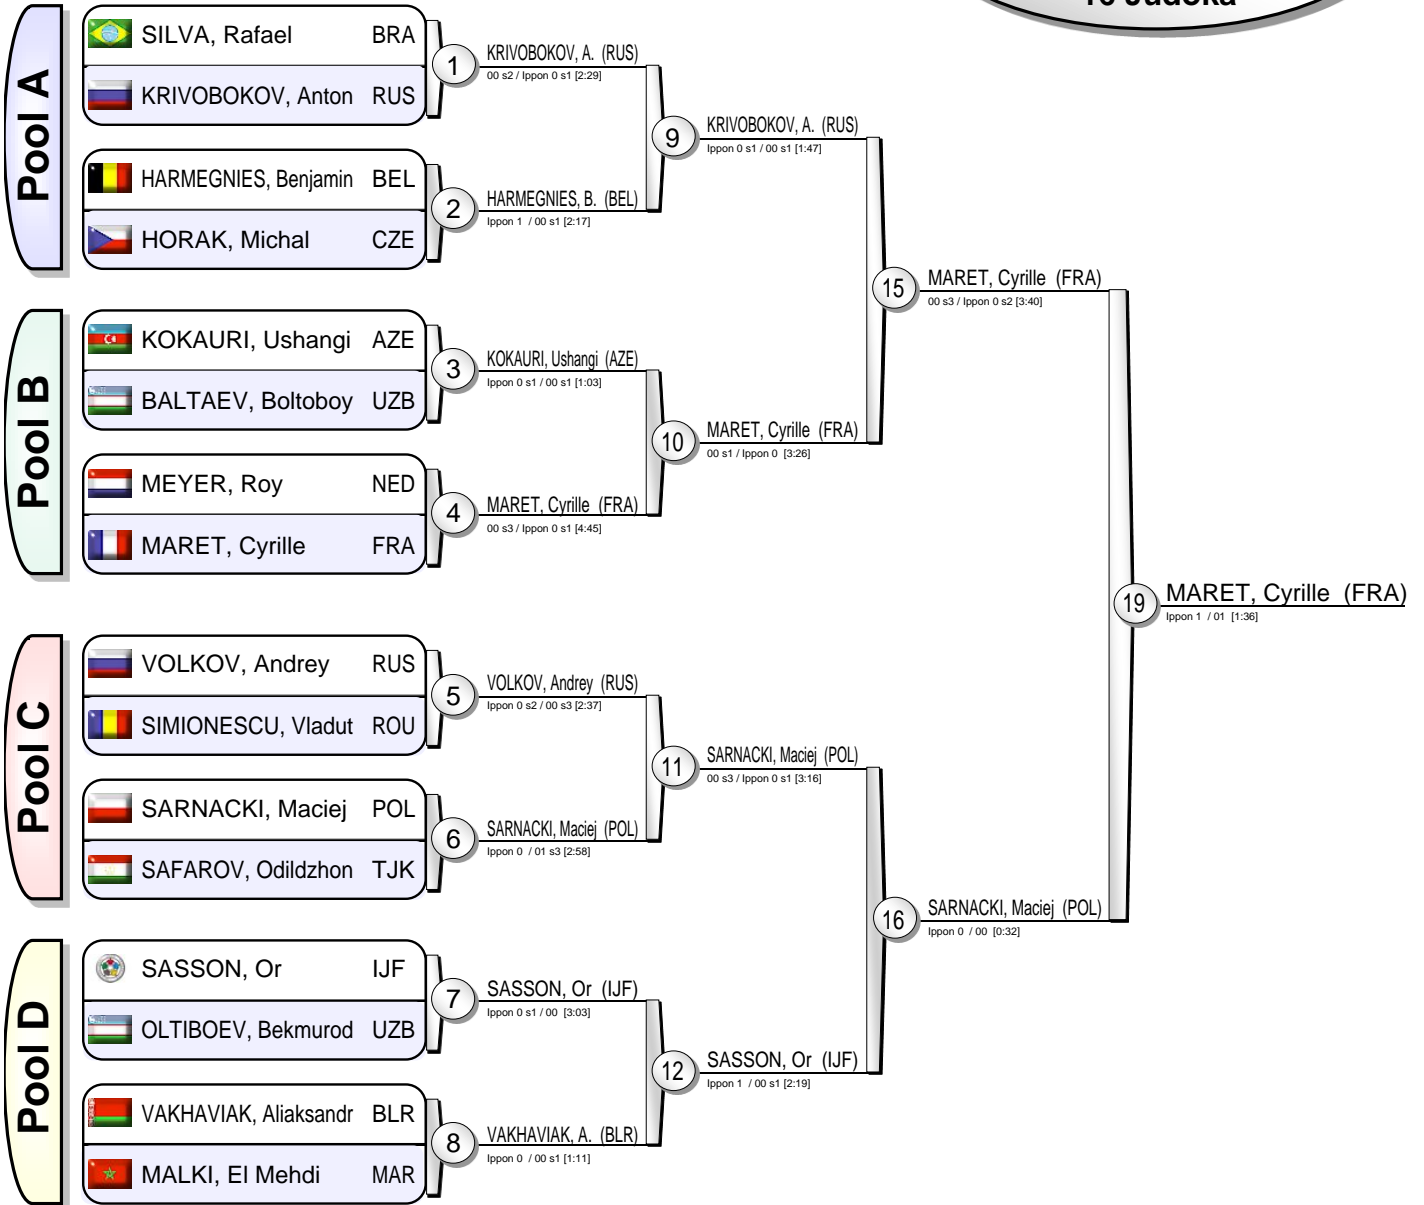 16 Judoka
Pool A
SILVA, Rafael BRA
KRIVOBOKOV, Anton RUS
HARMEGNIES, Benjamin BEL
HORAK, Michal CZE
Pool B
KOKAURI, Ushangi AZE
BALTAEV, Boltoboy UZB
MEYER, Roy NED
MARET, Cyrille FRA
Pool C
VOLKOV, Andrey RUS
SIMIONESCU, Vladut ROU
SARNACKI, Maciej POL
SAFAROV, Odildzhon TJK
Pool D
SASSON, Or IJF
OLTIBOEV, Bekmurod UZB
VAKHAVIAK, Aliaksandr BLR
MALKI, El Mehdi MAR
1
KRIVOBOKOV, A. (RUS)
00 s2 / Ippon 0 s1 [2:29]
2
HARMEGNIES, B. (BEL)
Ippon 1 / 00 s1 [2:17]
3
KOKAURI, Ushangi (AZE)
Ippon 0 s1 / 00 s1 [1:03]
4
MARET, Cyrille (FRA)
00 s3 / Ippon 0 s1 [4:45]
5
VOLKOV, Andrey (RUS)
Ippon 0 s2 / 00 s3 [2:37]
6
SARNACKI, Maciej (POL)
Ippon 0 / 01 s3 [2:58]
7
SASSON, Or (IJF)
Ippon 0 s1 / 00 [3:03]
8
VAKHAVIAK, A. (BLR)
Ippon 0 / 00 s1 [1:11]
9
KRIVOBOKOV, A. (RUS)
Ippon 0 s1 / 00 s1 [1:47]
10
MARET, Cyrille (FRA)
00 s1 / Ippon 0 [3:26]
11
SARNACKI, Maciej (POL)
00 s3 / Ippon 0 s1 [3:16]
12
SASSON, Or (IJF)
Ippon 1 / 00 s1 [2:19]
15
MARET, Cyrille (FRA)
00 s3 / Ippon 0 s2 [3:40]
16
SARNACKI, Maciej (POL)
Ippon 0 / 00 [0:32]
19
MARET, Cyrille (FRA)
Ippon 1 / 01 [1:36]